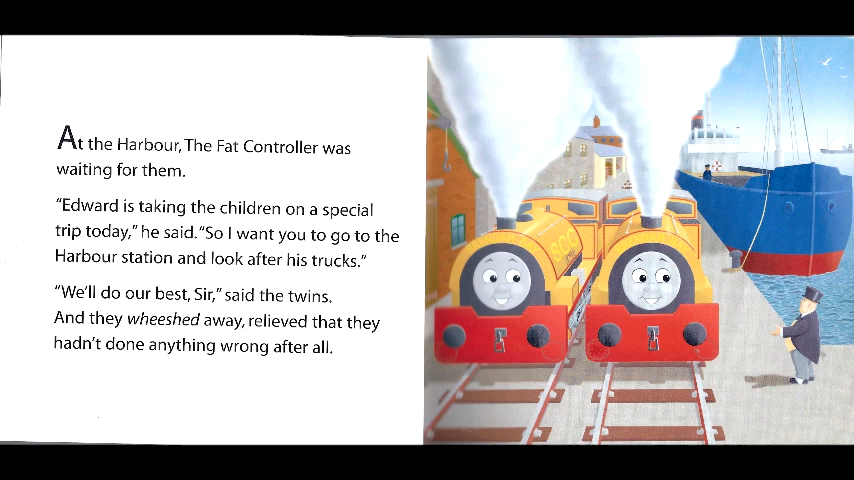 At the Harbour, The Fat Controller was
waiting for them.
“Edward is taking the children on a special
trip today,” he said. “So I want you to go to the
Harbour station and look after his trucks.”
“We’ll do our best, Sir,” said the twins.
And they wheeshed away, relieved that they
hadn’t done anything wrong after all.
SCC